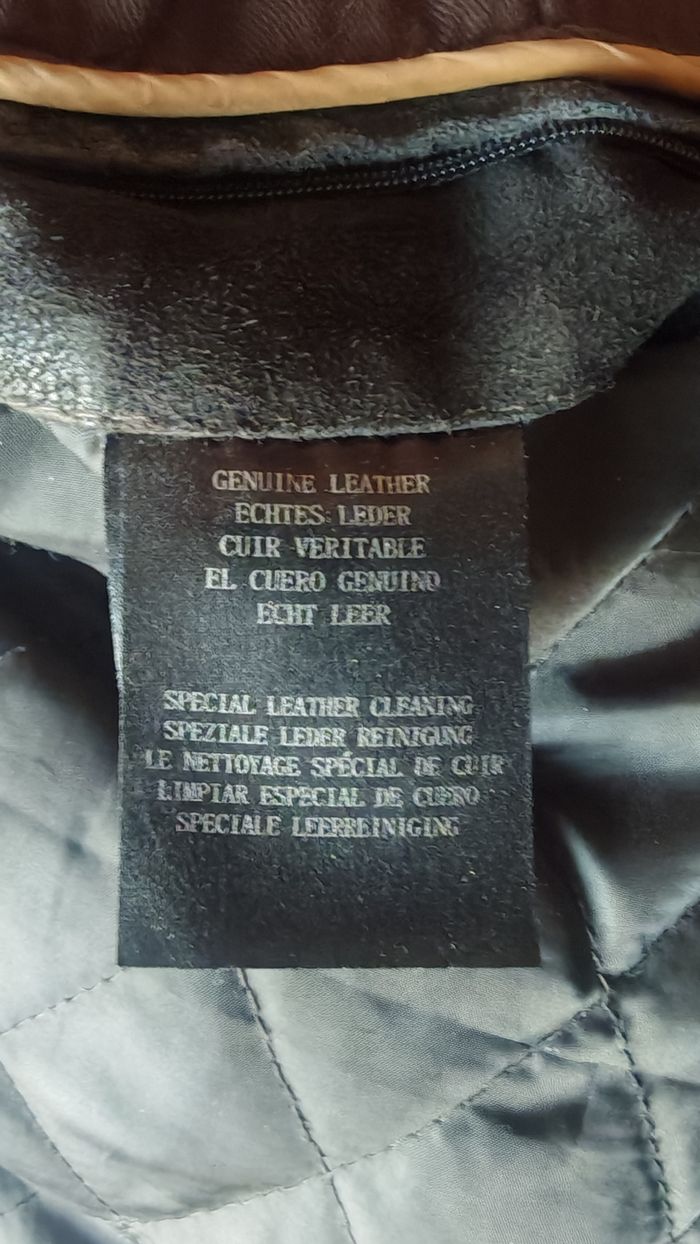 GENUINE LEATHER
ECHTES LEDER
CUIR VERITABLE
EL CUERO GENUINO
ECHT LEER
SPECIAL LEATHER CLEANING
SPEZIALE LEDER REINIGUNG
LE NETTOYAGE SPÉCIAL DE CUIR
LIMPIAR ESPECIAL DE CUERO
SPECIALE LEERREINIGING